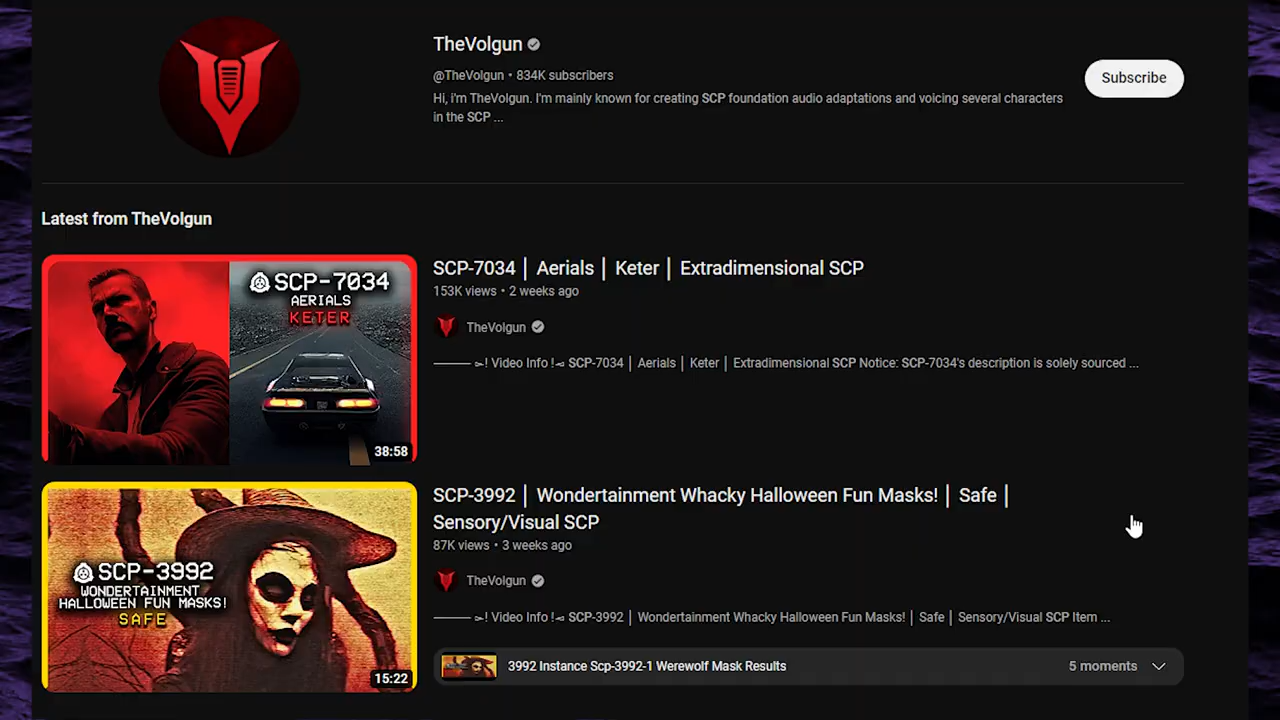 TheVolgun
@TheVolgun • 834K subscribers
Hi, i'm TheVolgun. I'm mainly known for creating SCP foundation audio adaptations and voicing several characters
in the SCP ...
Subscribe
Latest from TheVolgun
SCP-7034
AERIALS
KETER
38:58
SCP-7034 │ Aerials │ Keter │ Extradimensional SCP
153K views • 2 weeks ago
TheVolgun
——— ⟜! Video Info !⊸ SCP-7034 │ Aerials │ Keter │ Extradimensional SCP Notice: SCP-7034's description is solely sourced ...
SCP-3992
WONDERTAINMENT
HALLOWEEN FUN MASKS!
SAFE
15:22
SCP-3992 │ Wondertainment Whacky Halloween Fun Masks! │ Safe │
Sensory/Visual SCP
87K views • 3 weeks ago
TheVolgun
——— ⟜! Video Info !⊸ SCP-3992 │ Wondertainment Whacky Halloween Fun Masks! │ Safe │ Sensory/Visual SCP Item ...
3992 Instance Scp-3992-1 Werewolf Mask Results
5 moments